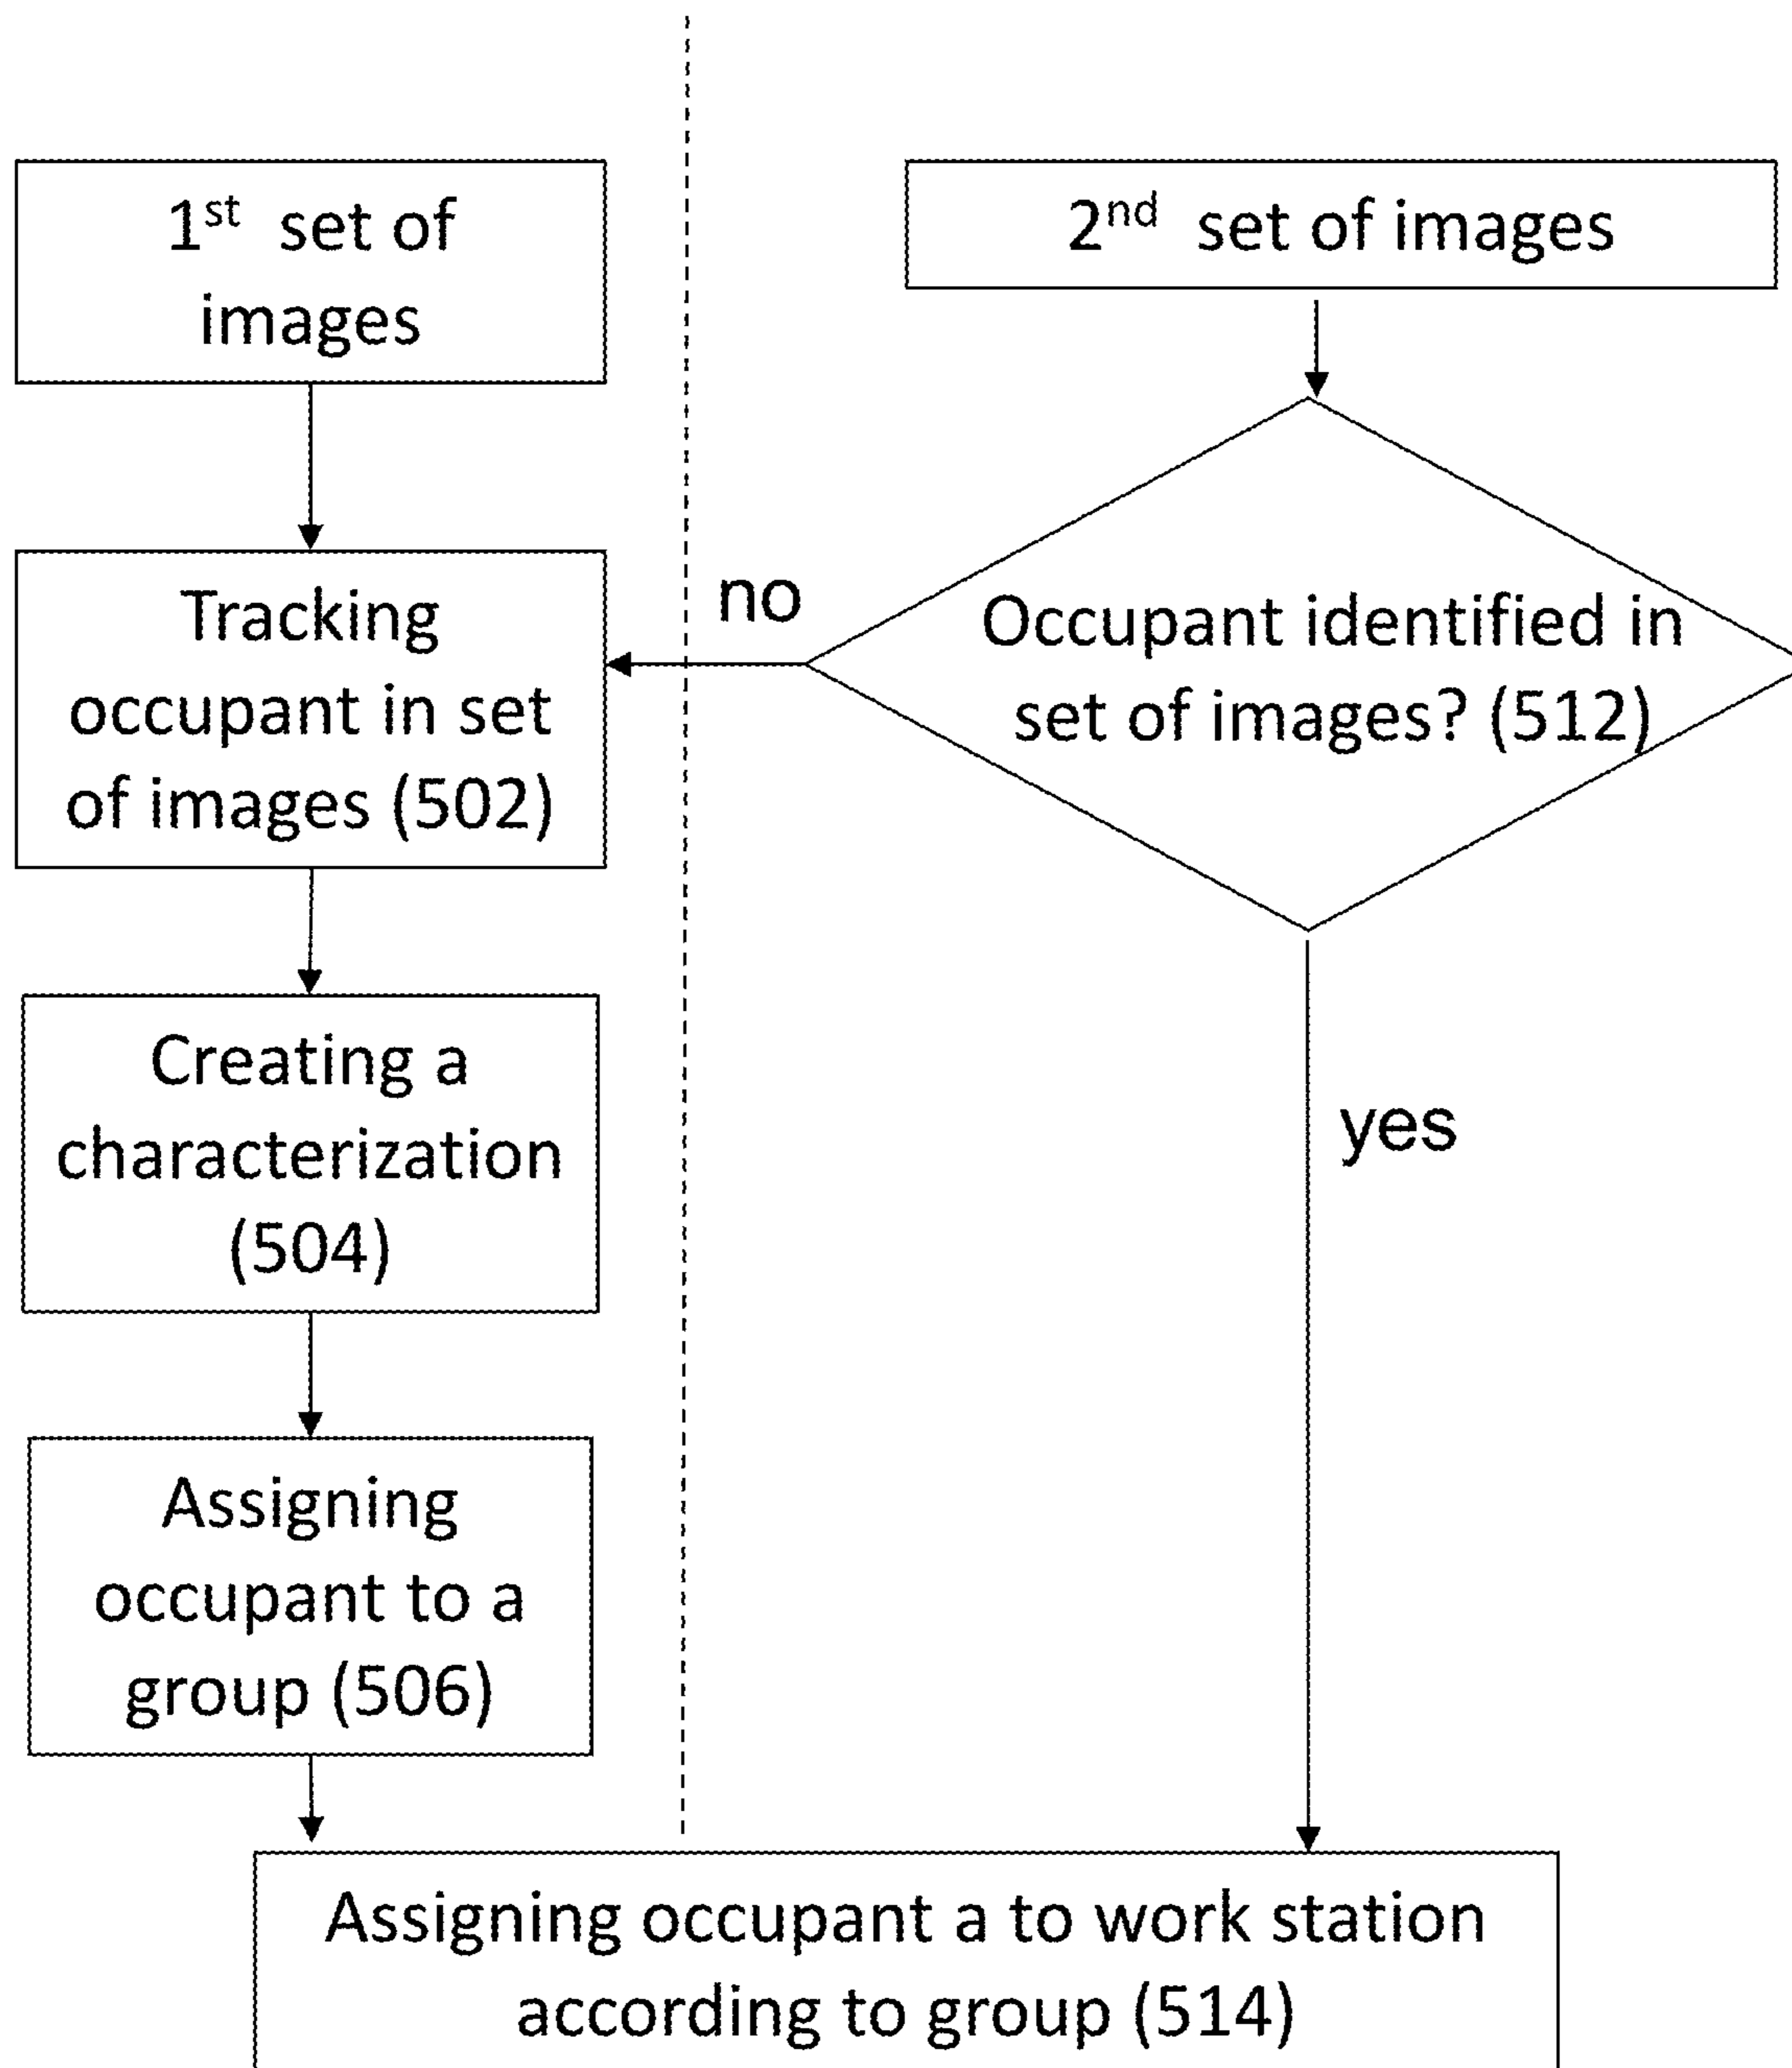 1st set of
images
Tracking
occupant in set
of images (502)
Creating a
characterization
(504)
Assigning
occupant to a
group (506)
2nd set of images
Occupant identified in
set of images? (512)
no
yes
Assigning occupant a to work station
according to group (514)